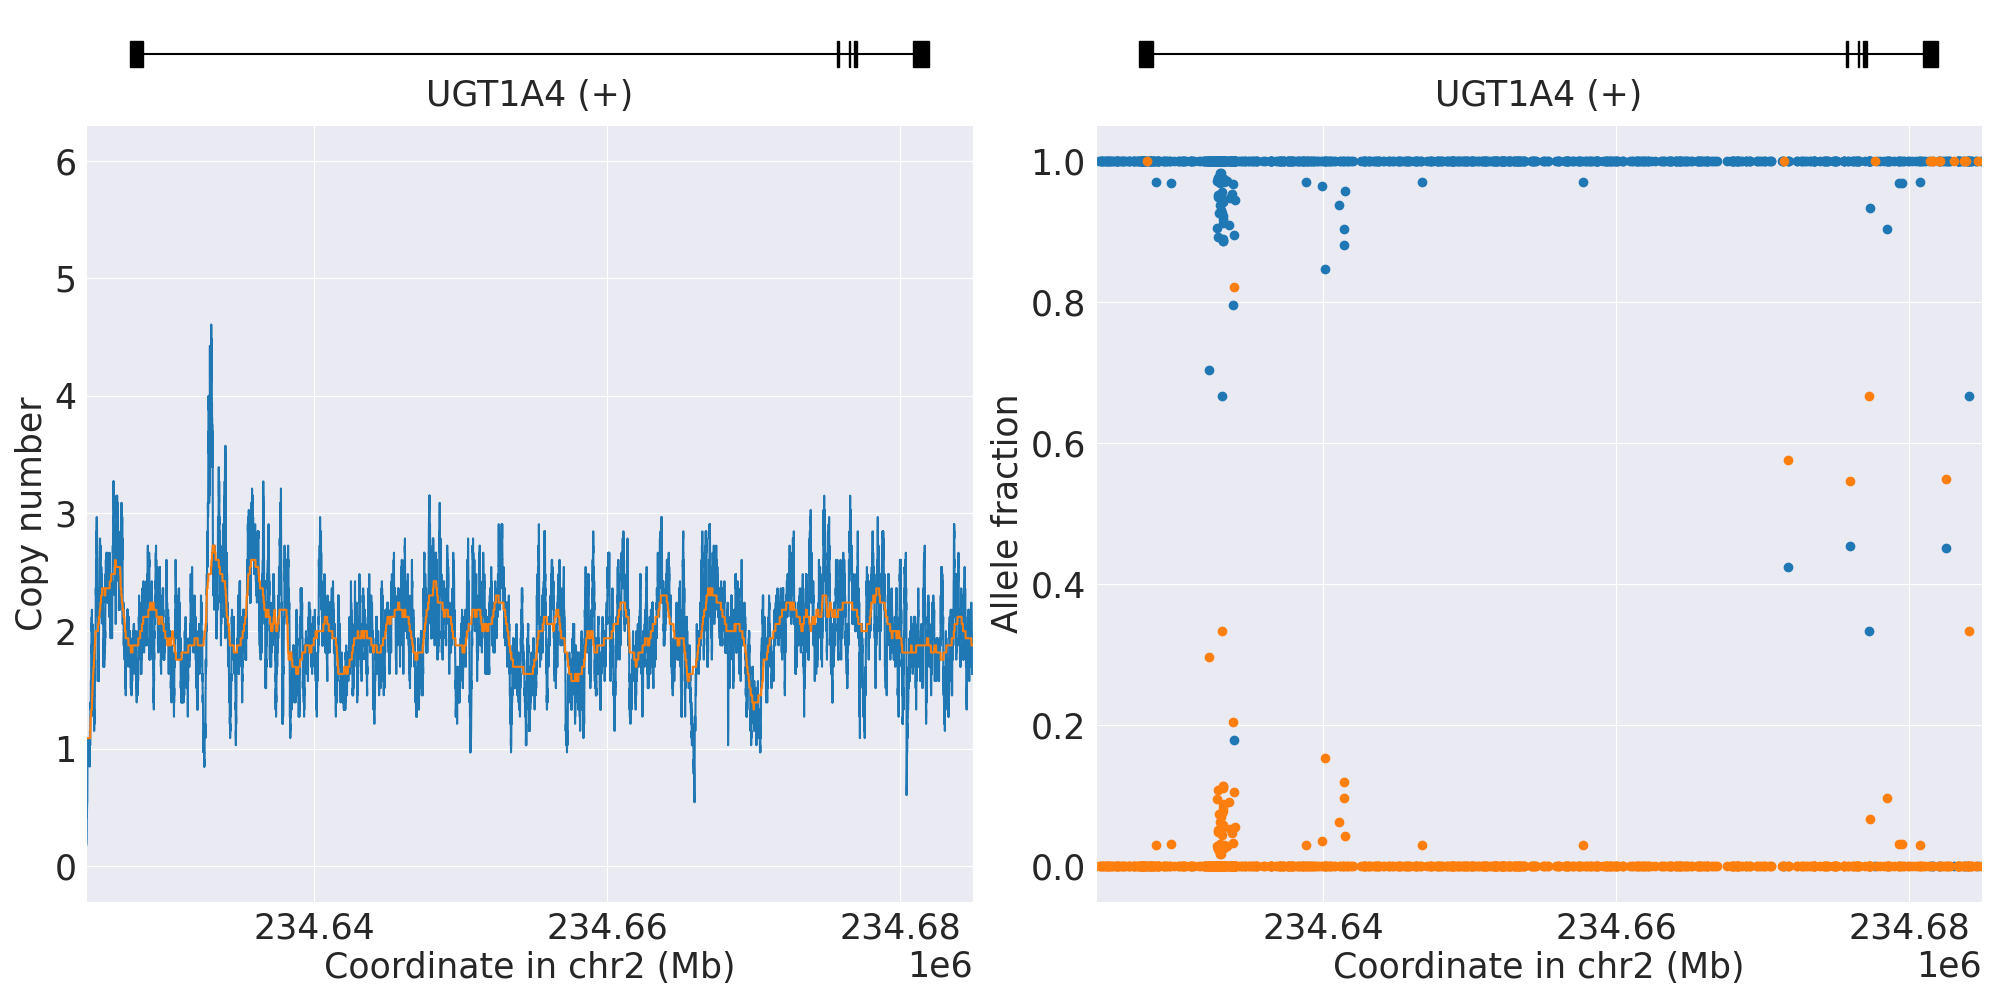 UGT1A4 (+)
6
5
4
3
2
1
0
Copy number
234.64
234.66
234.68
Coordinate in chr2 (Mb)
1e6
UGT1A4 (+)
1.0
0.8
0.6
0.4
0.2
0.0
Allele fraction
234.64
234.66
234.68
Coordinate in chr2 (Mb)
1e6